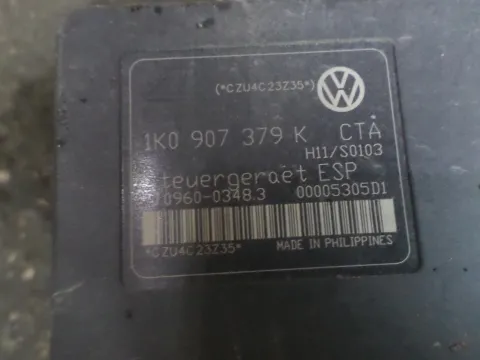 (*CZU4C23Z35*)
1K0 907 379 K CTA
H11/S0103
teuergeraet ESP
0960-0348.3 00005305D1
*CZU4C23Z35*
MADE IN PHILIPPINES